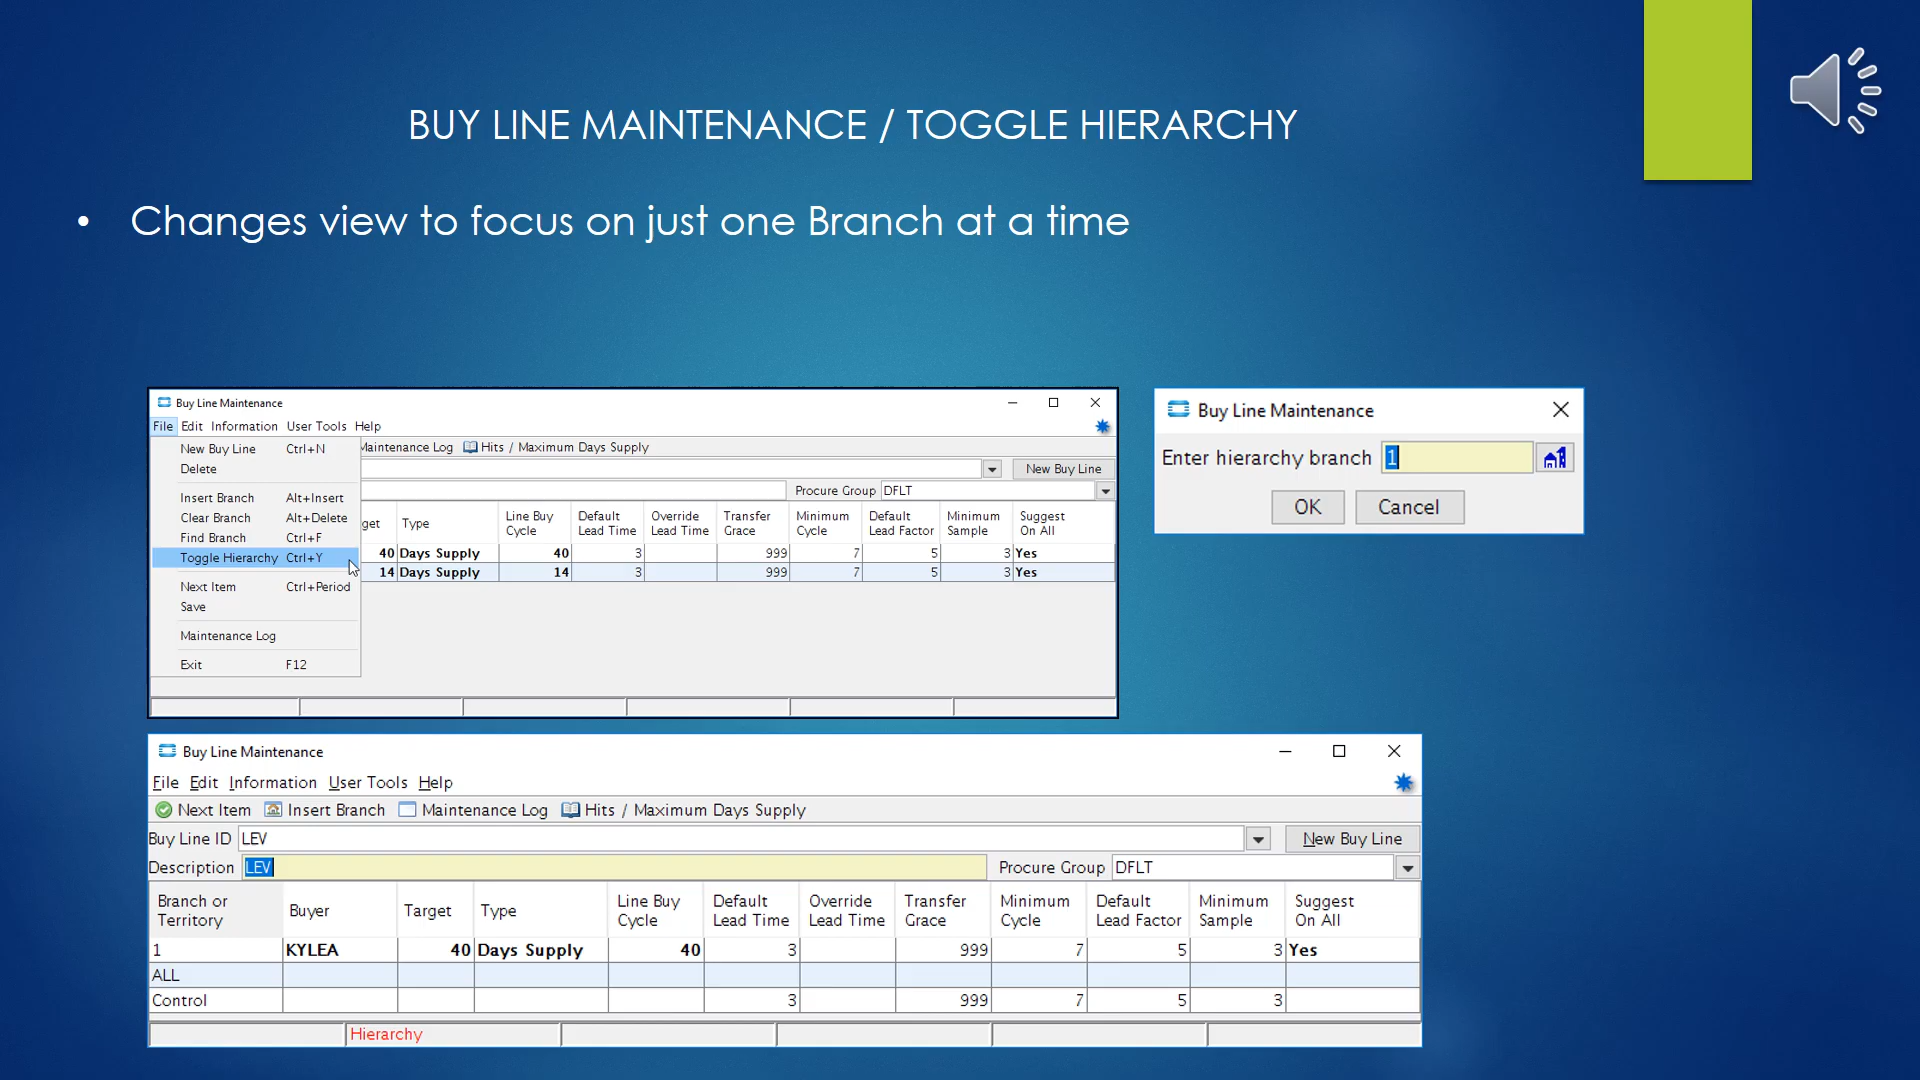 BUY LINE MAINTENANCE / TOGGLE HIERARCHY
• Changes view to focus on just one Branch at a time
Buy Line Maintenance
File Edit Information User Tools Help
New Buy Line Ctrl+N
Delete
Insert Branch Alt+Insert
Clear Branch Alt+Delete
Find Branch Ctrl+F
Toggle Hierarchy Ctrl+Y
Next Item Ctrl+Period
Save
Maintenance Log
Exit F12
Maintenance Log Hits / Maximum Days Supply
New Buy Line
Procure Group DFLT
get Type Line Buy Cycle Default Lead Time Override Lead Time Transfer Grace Minimum Cycle Default Lead Factor Minimum Sample Suggest On All
40 Days Supply 40 3 999 7 5 3 Yes
14 Days Supply 14 3 999 7 5 3 Yes
Buy Line Maintenance
Enter hierarchy branch 1
OK Cancel
Buy Line Maintenance
File Edit Information User Tools Help
Next Item Insert Branch Maintenance Log Hits / Maximum Days Supply
Buy Line ID LEV New Buy Line
Description LEV Procure Group DFLT
Branch or Territory Buyer Target Type Line Buy Cycle Default Lead Time Override Lead Time Transfer Grace Minimum Cycle Default Lead Factor Minimum Sample Suggest On All
1 KYLEA 40 Days Supply 40 3 999 7 5 3 Yes
ALL
Control 3 999 7 5 3
Hierarchy